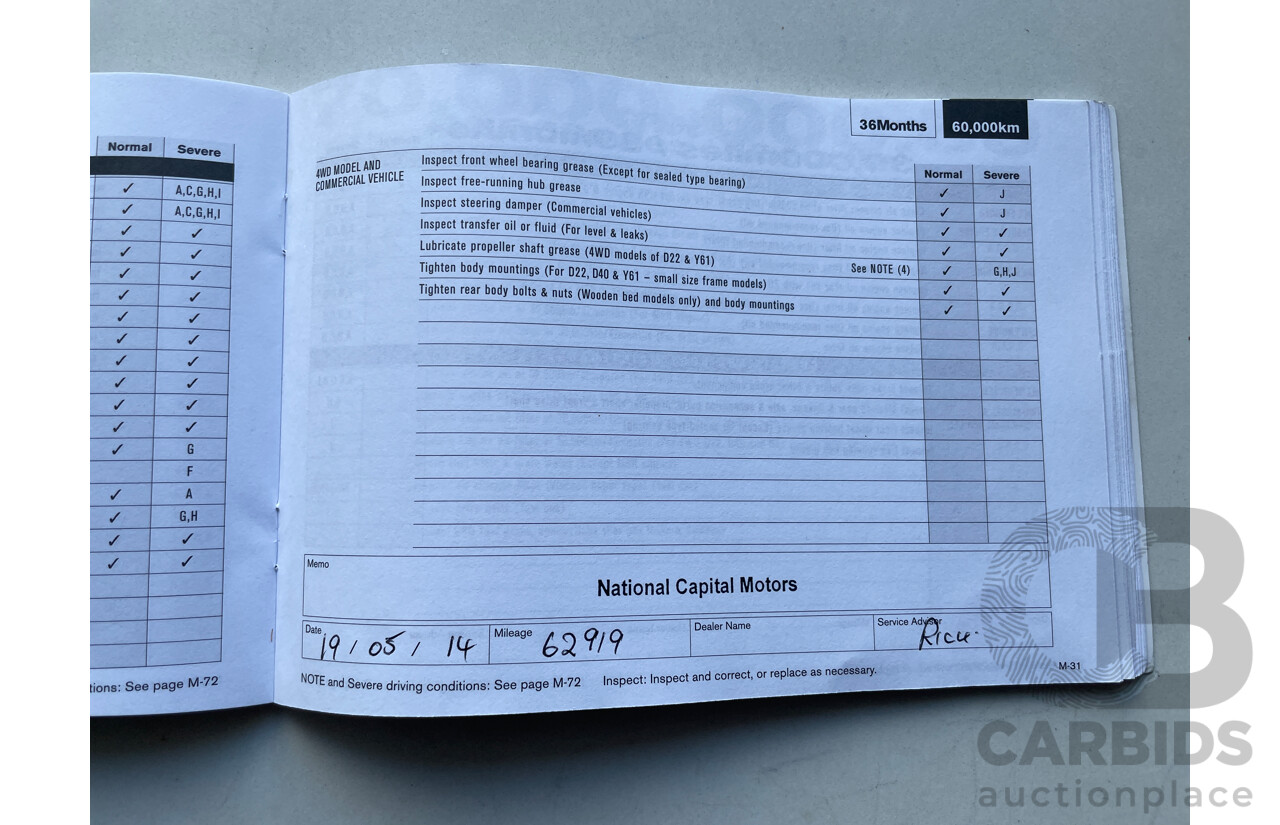 Normal Severe
✓ A,C,G,H,I
✓ A,C,G,H,I
✓ ✓
✓ ✓
✓ ✓
✓ ✓
✓ ✓
✓ ✓
✓ ✓
✓ ✓
✓ ✓
✓ ✓
✓ G
F
✓ A
✓ G,H
✓ ✓
✓ ✓
tions: See page M-72
36Months 60,000km
Normal Severe
4WD MODEL AND
COMMERCIAL VEHICLE
Inspect front wheel bearing grease (Except for sealed type bearing) ✓ J
Inspect free-running hub grease ✓ J
Inspect steering damper (Commercial vehicles) ✓ ✓
Inspect transfer oil or fluid (For level & leaks) ✓ ✓
Lubricate propeller shaft grease (4WD models of D22 & Y61) See NOTE (4) ✓ G,H,J
Tighten body mountings (For D22, D40 & Y61 – small size frame models) ✓ ✓
Tighten rear body bolts & nuts (Wooden bed models only) and body mountings ✓ ✓
Memo
National Capital Motors
Date 19 / 05 / 14 Mileage 62919 Dealer Name Service Advisor
NOTE and Severe driving conditions: See page M-72 Inspect: Inspect and correct, or replace as necessary. M-31
CB
CARBIDS
auctionplace